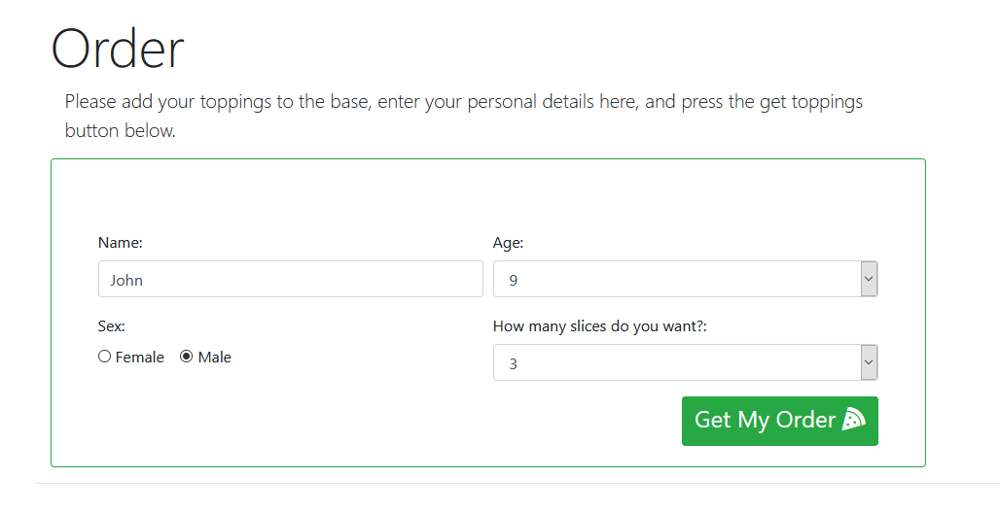 Order
Please add your toppings to the base, enter your personal details here, and press the get toppings
button below.
Name:
Age:
John
9
Sex:
How many slices do you want?:
Female
Male
3
Get My Order